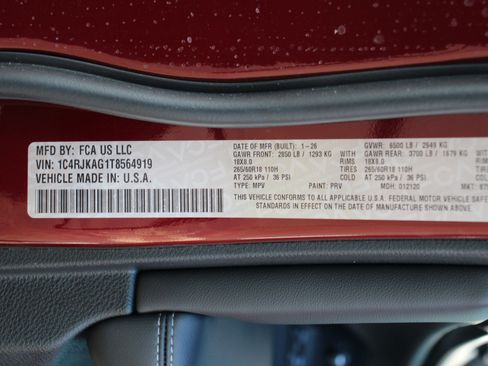 MFD BY: FCA US LLC
VIN: 1C4RJKAG1T8564919
VEHICLE MADE IN: U.S.A.
DATE OF MFR (BUILT): 1-26 GVWR: 6500 LB / 2949 KG
GAWR FRONT: 2850 LB / 1293 KG WITH GAWR REAR: 3700 LB / 1679 KG
18X8.0 RIMS 18X8.0
265/60R18 110H TIRES 265/60R18 110H
AT 250 kPa / 36 PSI COLD AT 250 kPa / 36 PSI
TYPE: MPV PAINT: PRV MDH: 012120 MKT:
THIS VEHICLE CONFORMS TO ALL APPLICABLE U.S.A. FEDERAL MOTOR VEHICLE SAFE
STANDARDS IN EFFECT ON THE DATE OF MANUFACTURE SHOWN ABOVE.